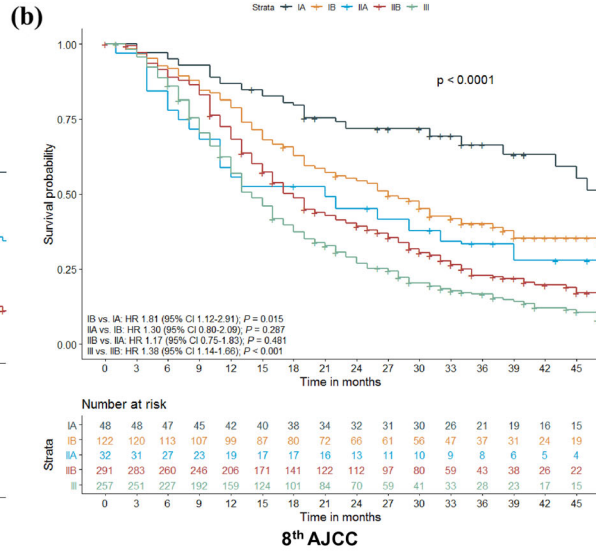 (b)
Strata IA IB IIA IIB III
1.00
0.75
0.50
0.25
0.00
Survival probability
p < 0.0001
IB vs. IA: HR 1.81 (95% CI 1.12-2.91); P = 0.015
IIA vs. IB: HR 1.30 (95% CI 0.80-2.09); P = 0.287
IIB vs. IIA: HR 1.17 (95% CI 0.75-1.83); P = 0.481
III vs. IIB: HR 1.38 (95% CI 1.14-1.66); P < 0.001
0 3 6 9 12 15 18 21 24 27 30 33 36 39 42 45
Time in months
Number at risk
Strata
IA 48 48 47 45 42 40 38 34 32 31 30 26 21 19 16 15
IB 122 120 113 107 99 87 80 72 66 61 56 47 37 31 24 19
IIA 32 31 27 23 19 17 17 16 13 11 10 9 8 6 5 4
IIB 291 283 260 246 206 171 141 122 112 97 80 59 43 38 26 22
III 257 251 227 192 159 124 101 84 70 59 41 33 28 23 17 15
0 3 6 9 12 15 18 21 24 27 30 33 36 39 42 45
Time in months
8th AJCC